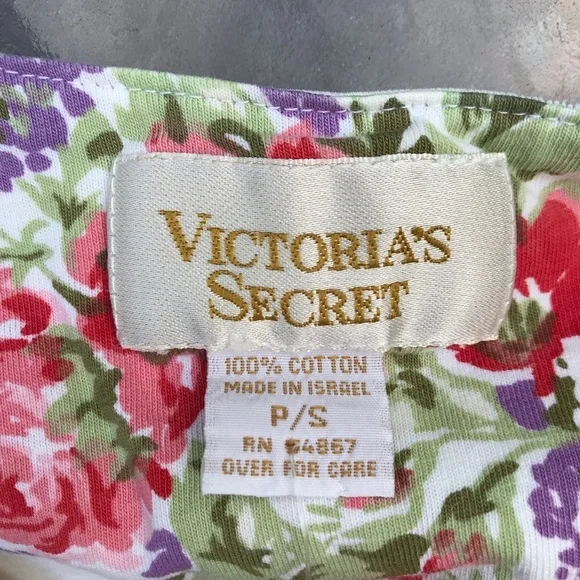 VICTORIA'S
SECRET
100% COTTON
MADE IN ISRAEL
P/S
RN 54867
OVER FOR CARE